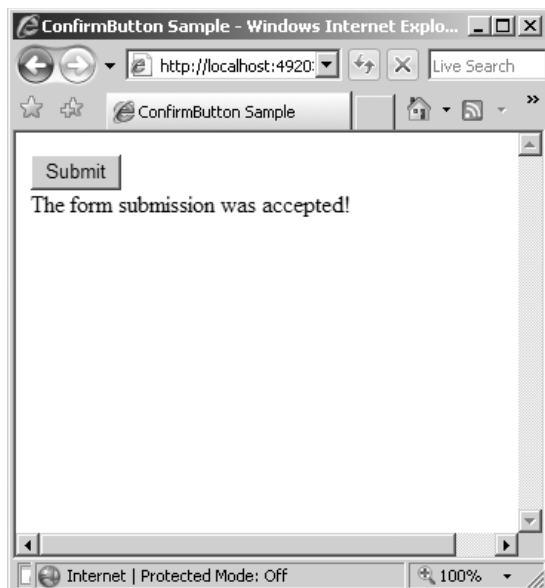 ConfirmButton Sample - Windows Internet Explo...
http://localhost:4920
Live Search
ConfirmButton Sample
»
Submit
The form submission was accepted!
Internet | Protected Mode: Off
100%